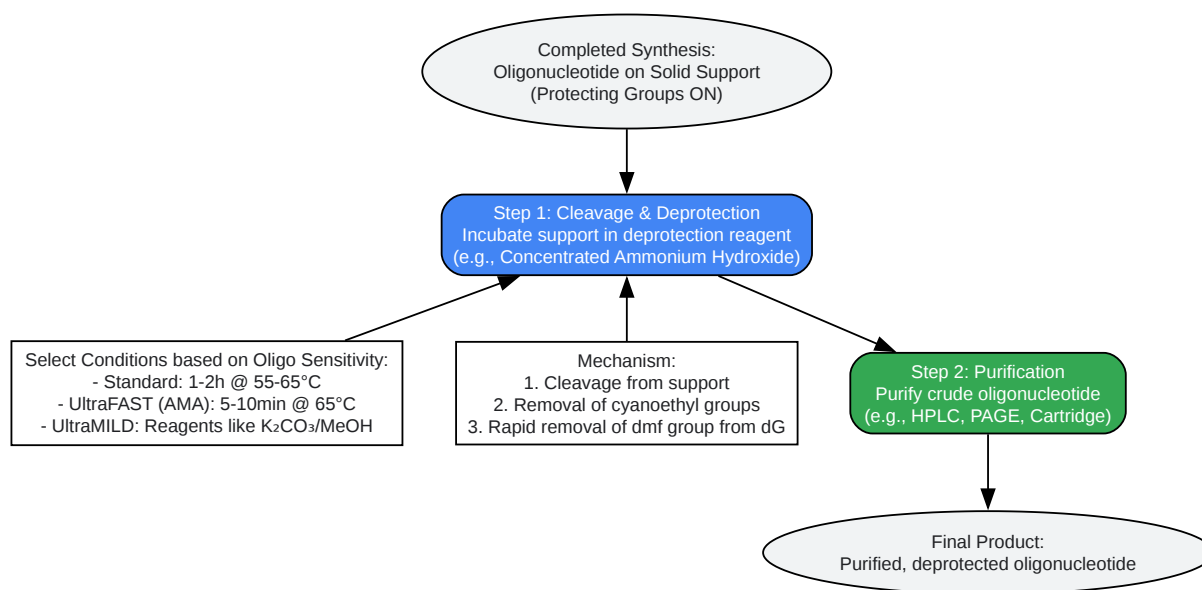 Completed Synthesis:
Oligonucleotide on Solid Support
(Protecting Groups ON)
Step 1: Cleavage & Deprotection
Incubate support in deprotection reagent
(e.g., Concentrated Ammonium Hydroxide)
Select Conditions based on Oligo Sensitivity:
- Standard: 1-2h @ 55-65°C
- UltraFAST (AMA): 5-10min @ 65°C
- UltraMILD: Reagents like K₂CO₃/MeOH
Mechanism:
1. Cleavage from support
2. Removal of cyanoethyl groups
3. Rapid removal of dmf group from dG
Step 2: Purification
Purify crude oligonucleotide
(e.g., HPLC, PAGE, Cartridge)
Final Product:
Purified, deprotected oligonucleotide